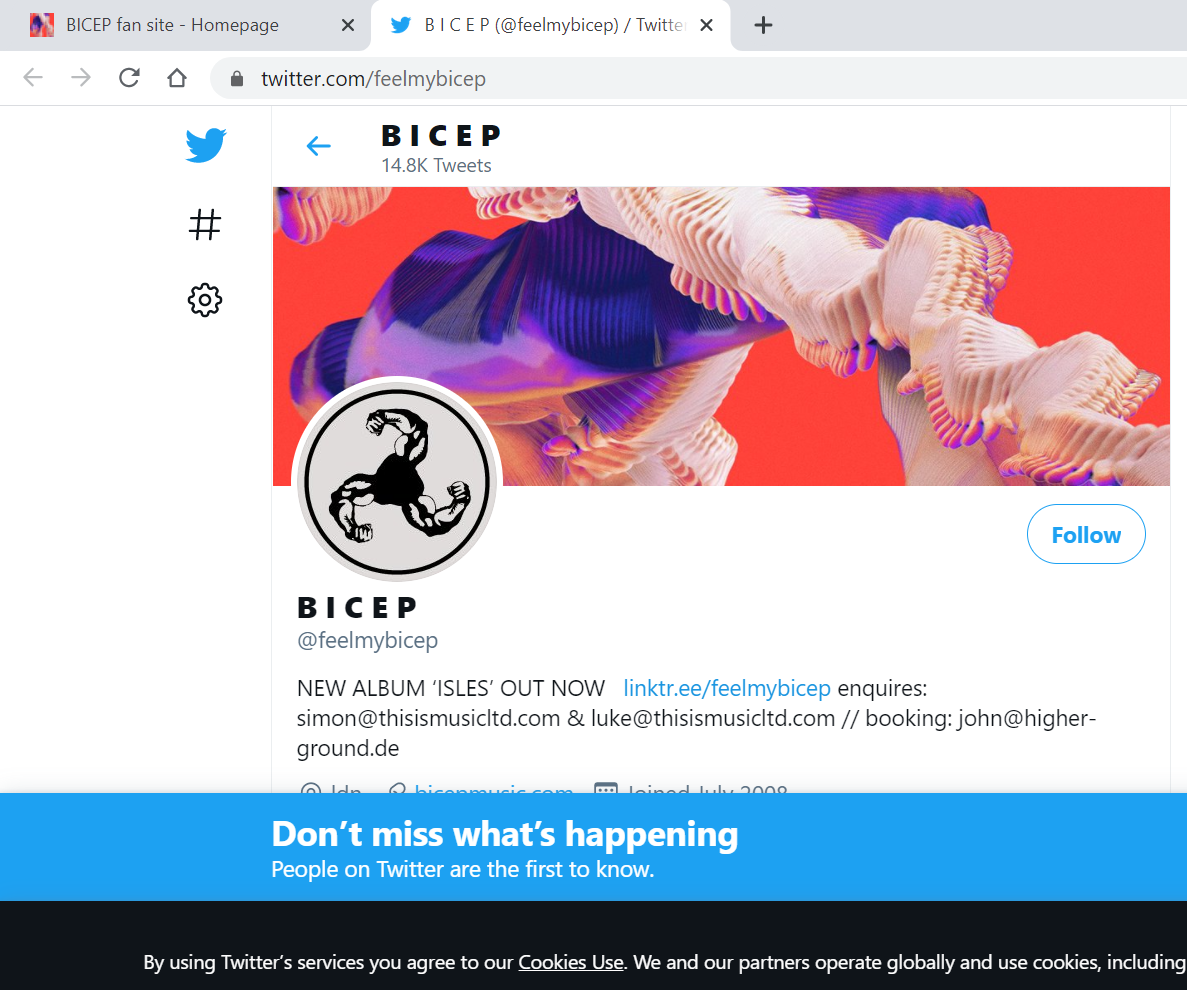 BICEP fan site - Homepage
B I C E P (@feelmybicep) / Twitte
twitter.com/feelmybicep
B I C E P
14.8K Tweets
Follow
B I C E P
@feelmybicep
NEW ALBUM ‘ISLES’ OUT NOW linktr.ee/feelmybicep enquires:
simon@thisismusicltd.com & luke@thisismusicltd.com // booking: john@higher-
ground.de
ldn bicepmusic.com Joined July 2008
Don’t miss what’s happening
People on Twitter are the first to know.
By using Twitter’s services you agree to our Cookies Use. We and our partners operate globally and use cookies, including